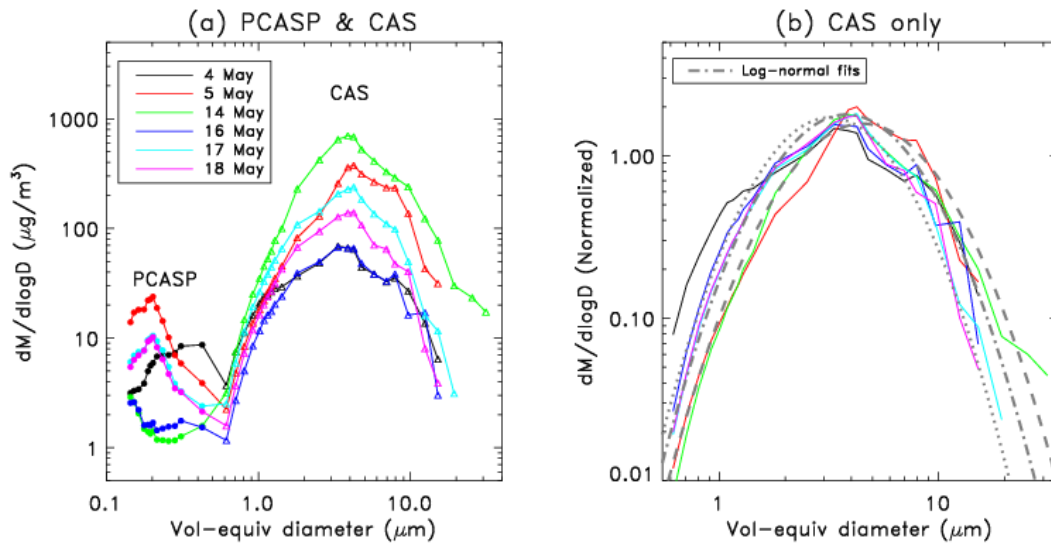 (a) PCASP & CAS
dM/dlogD (μg/m³)
1000
100
10
1
4 May
5 May
14 May
16 May
17 May
18 May
CAS
PCASP
0.1
1.0
10.0
Vol-equiv diameter (μm)
(b) CAS only
dM/dlogD (Normalized)
1.00
0.10
0.01
Log-normal fits
1
10
Vol-equiv diameter (μm)